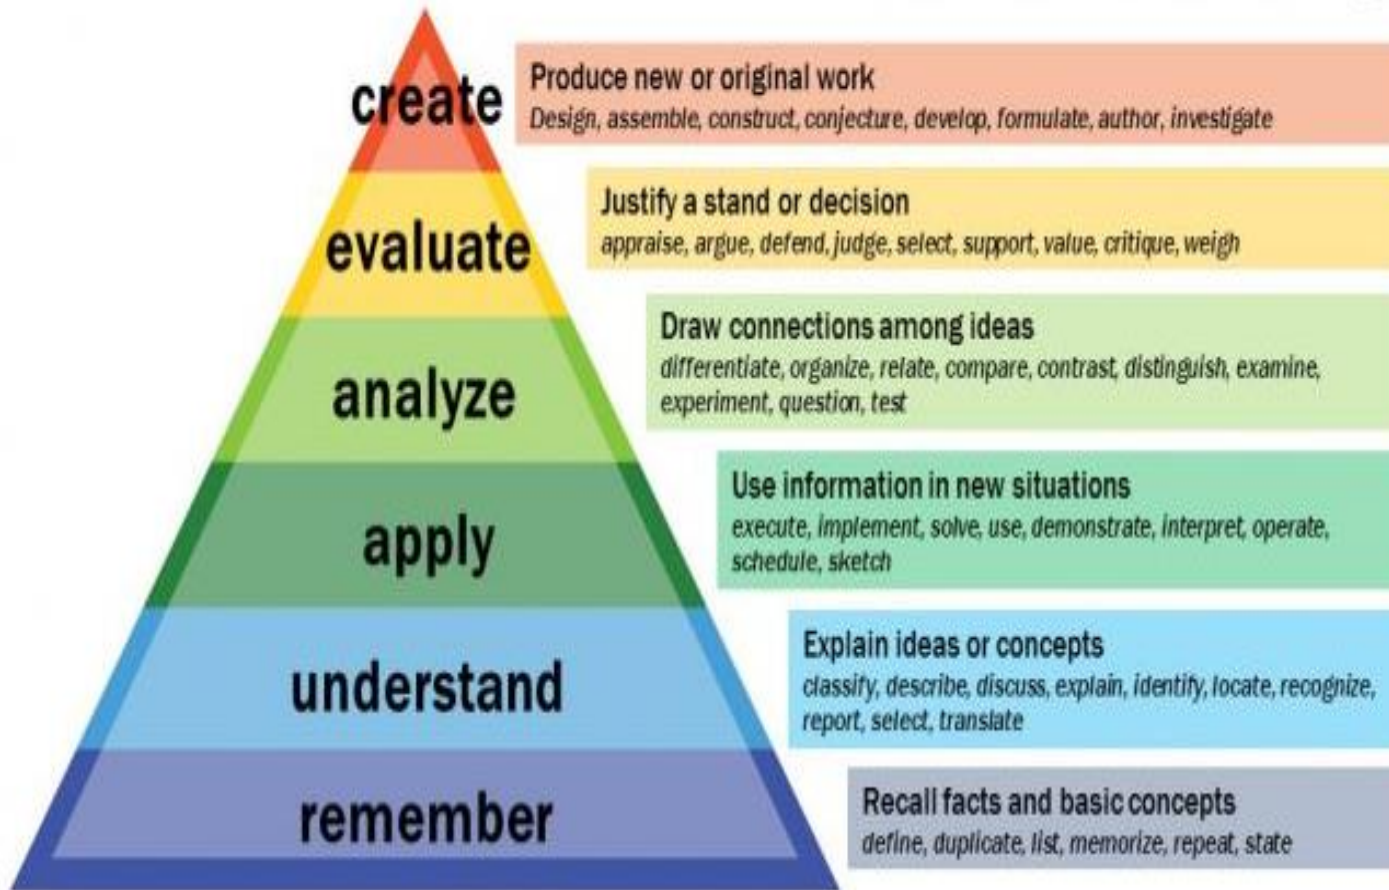 create
Produce new or original work
Design, assemble, construct, conjecture, develop, formulate, author, investigate
evaluate
Justify a stand or decision
appraise, argue, defend, judge, select, support, value, critique, weigh
analyze
Draw connections among ideas
differentiate, organize, relate, compare, contrast, distinguish, examine,
experiment, question, test
apply
Use information in new situations
execute, implement, solve, use, demonstrate, interpret, operate,
schedule, sketch
understand
Explain ideas or concepts
classify, describe, discuss, explain, identify, locate, recognize,
report, select, translate
remember
Recall facts and basic concepts
define, duplicate, list, memorize, repeat, state